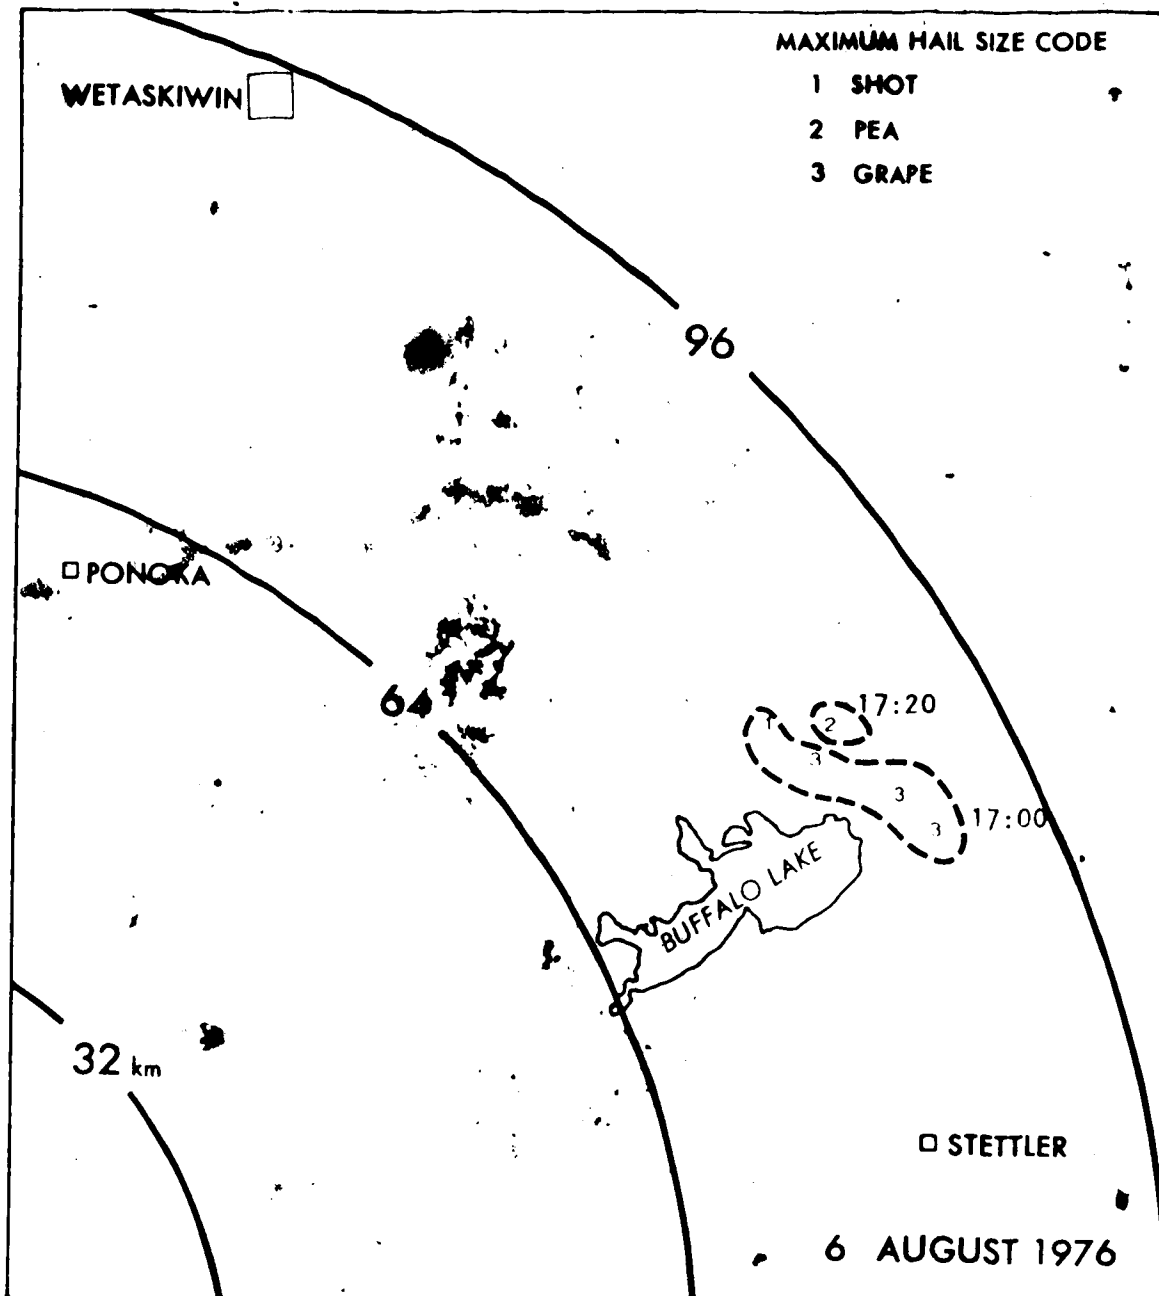 MAXIMUM HAIL SIZE CODE
1 SHOT
2 PEA
3 GRAPE
WETASKIWIN
96
PONOKA
64
17:20
1
2
3
3
17:00
3
BUFFALO LAKE
32 km
STETTLER
6 AUGUST 1976